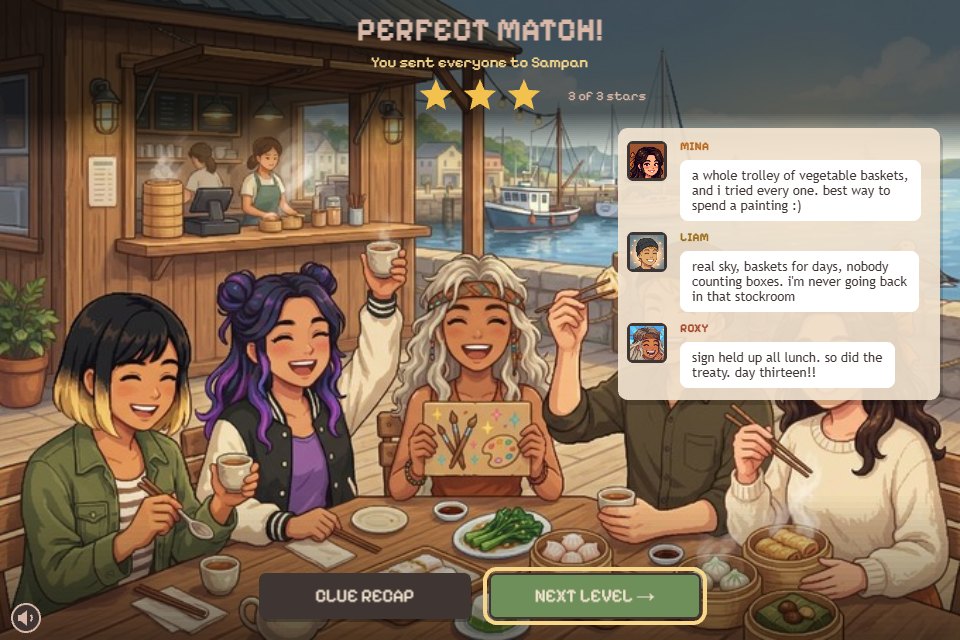 PERFECT MATCH!
You sent everyone to Sampan
3 of 3 stars
MINA
a whole trolley of vegetable baskets,
and i tried every one. best way to
spend a painting :)
LIAM
real sky, baskets for days, nobody
counting boxes. i'm never going back
in that stockroom
ROXY
sign held up all lunch. so did the
treaty. day thirteen!!
CLUE RECAP
NEXT LEVEL →